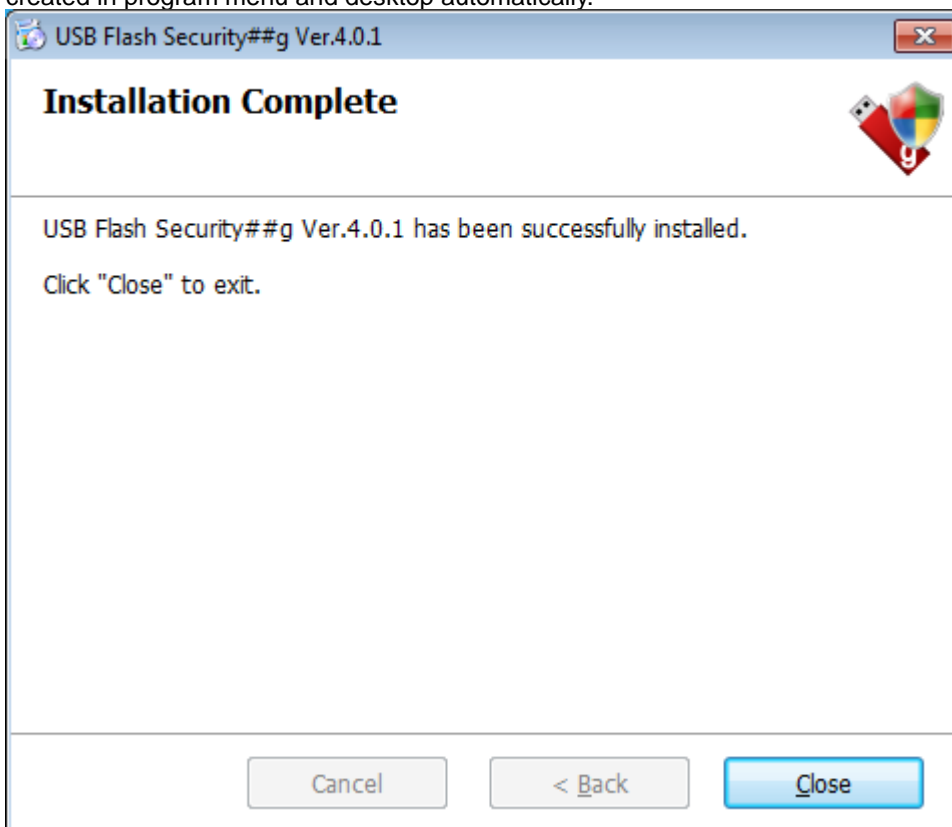 created in program menu and desktop automatically.
USB Flash Security##g Ver.4.0.1
Installation Complete
g
USB Flash Security##g Ver.4.0.1 has been successfully installed.
Click "Close" to exit.
Cancel
< Back
Close